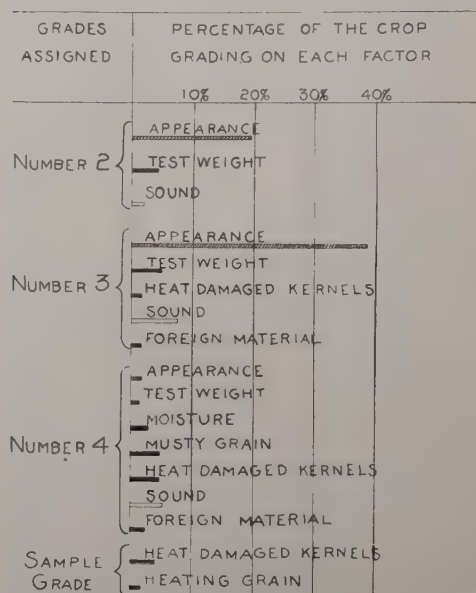 GRADES ASSIGNED
PERCENTAGE OF THE CROP
GRADING ON EACH FACTOR
10% 20% 30% 40%
NUMBER 2
APPEARANCE
TEST WEIGHT
SOUND
NUMBER 3
APPEARANCE
TEST WEIGHT
HEAT DAMAGED KERNELS
SOUND
FOREIGN MATERIAL
NUMBER 4
APPEARANCE
TEST WEIGHT
MOISTURE
MUSTY GRAIN
HEAT DAMAGED KERNELS
SOUND
FOREIGN MATERIAL
SAMPLE
GRADE
HEAT DAMAGED KERNELS
HEATING GRAIN